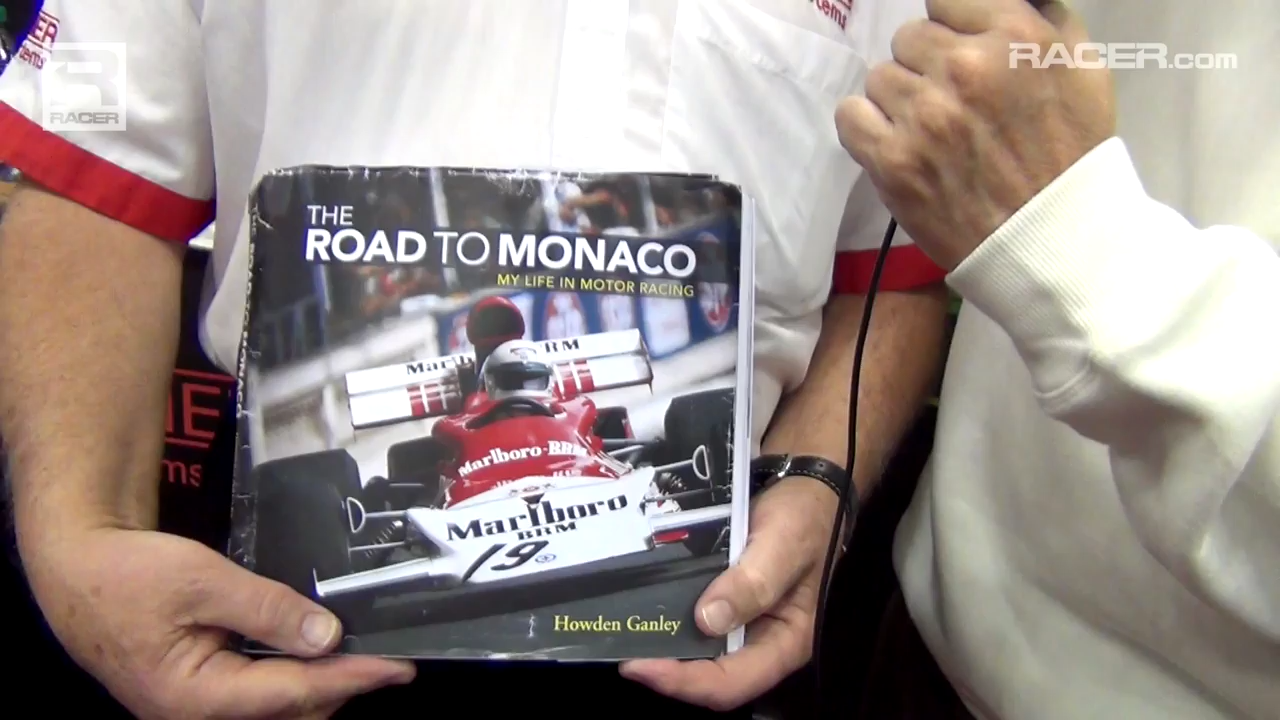 RACER
RACER.com
THE
ROAD TO MONACO
MY LIFE IN MOTOR RACING
BRM
Marlboro-BRM
Marlboro
BRM
19
Howden Ganley